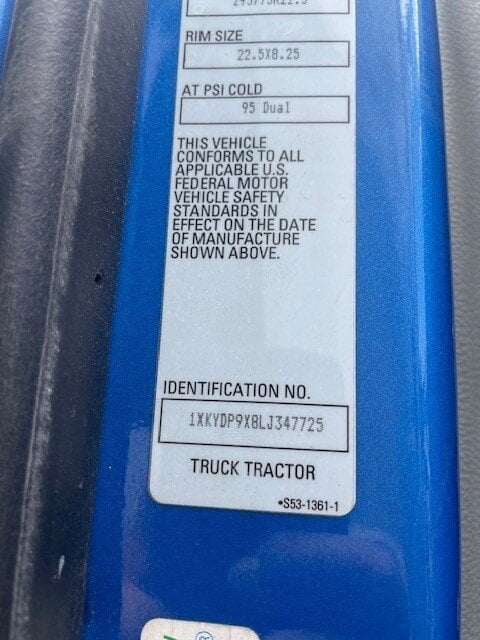 RIM SIZE
22.5X8.25
AT PSI COLD
95 Dual
THIS VEHICLE
CONFORMS TO ALL
APPLICABLE U.S.
FEDERAL MOTOR
VEHICLE SAFETY
STANDARDS IN
EFFECT ON THE DATE
OF MANUFACTURE
SHOWN ABOVE.
IDENTIFICATION NO.
1XKYDP9X8LJ347725
TRUCK TRACTOR
•S53-1361-1